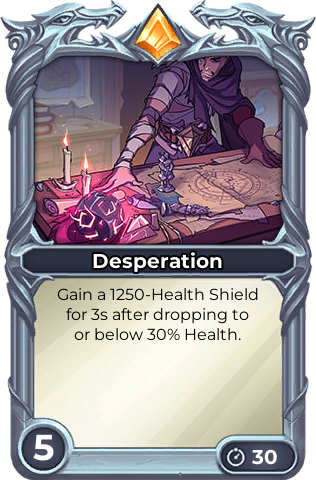 Desperation
Gain a 1250-Health Shield
for 3s after dropping to
or below 30% Health.
5
30